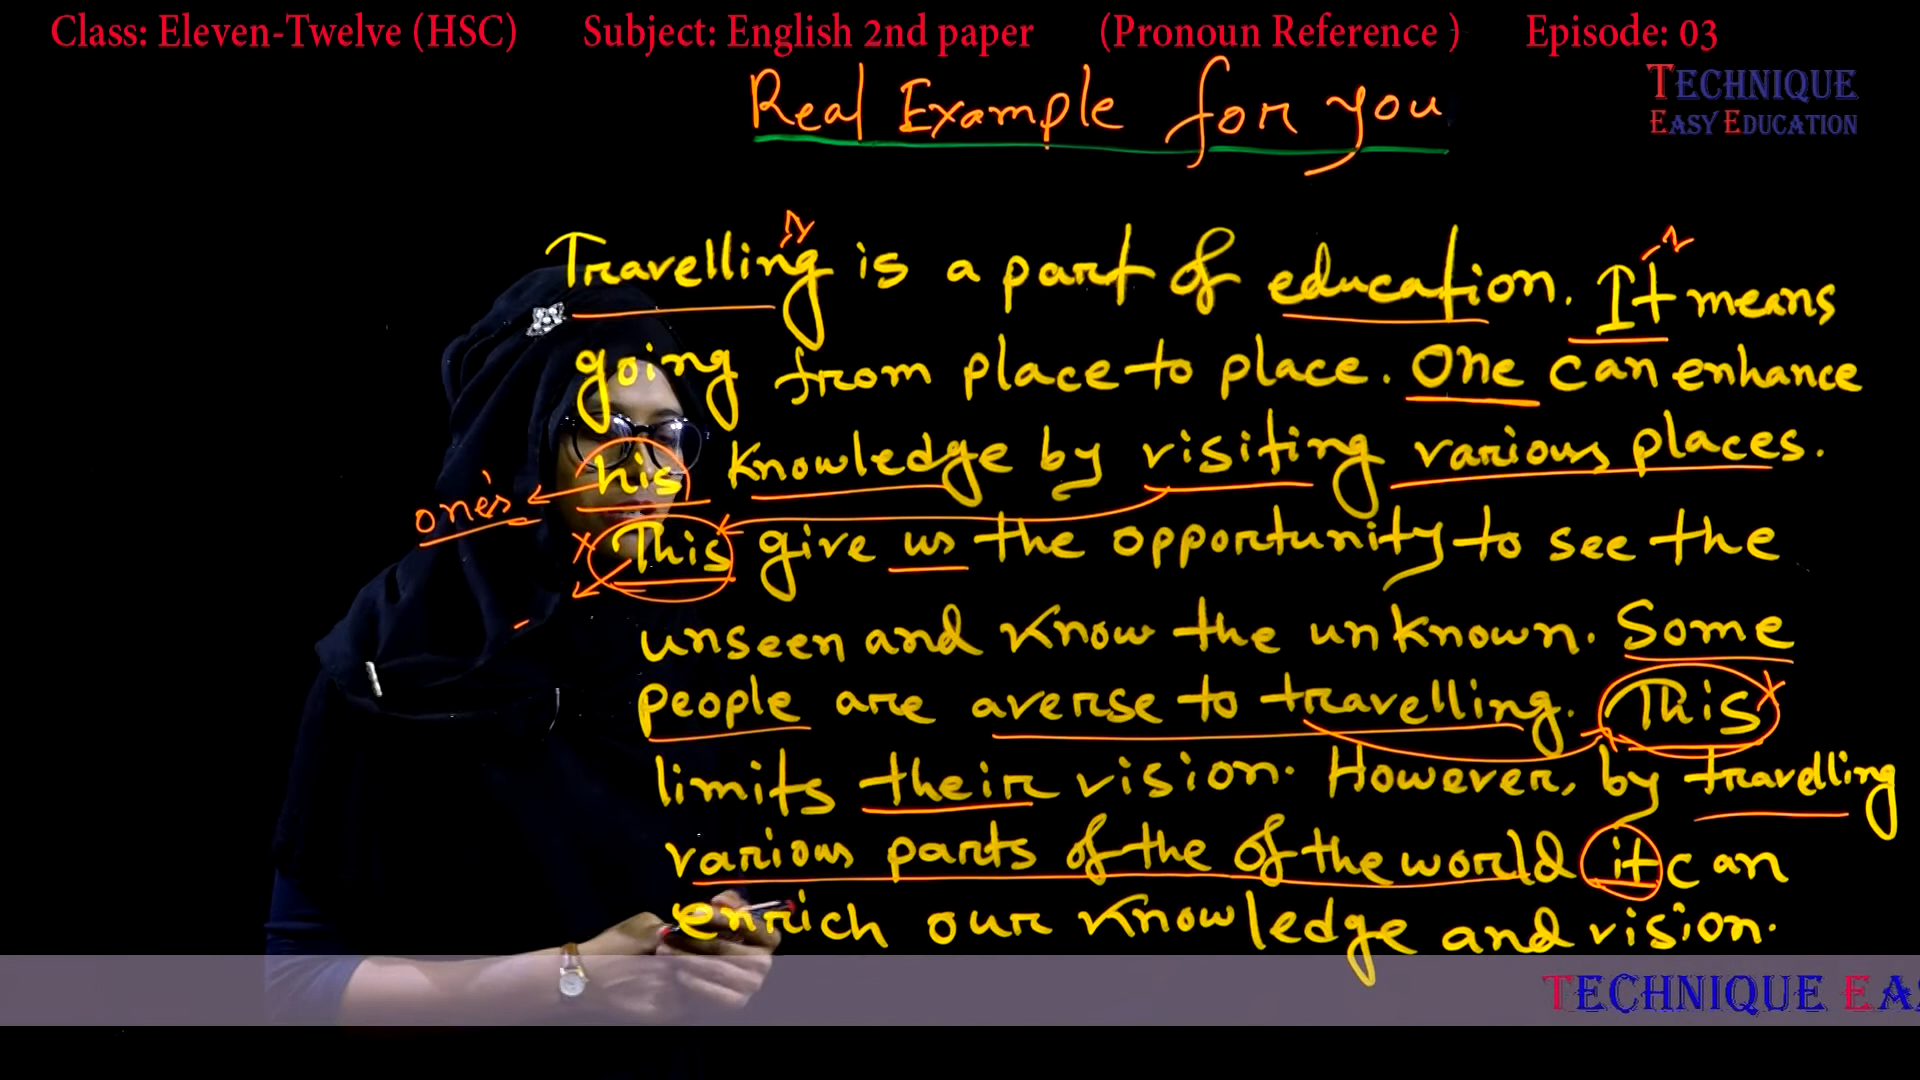 Class: Eleven-Twelve (HSC) Subject: English 2nd paper (Pronoun Reference ) Episode: 03
TECHNIQUE
EASY EDUCATION
Real Example for you
Travelling is a part of education. It means
going from place to place. One can enhance
his knowledge by visiting various places.
one's
This give us the opportunity to see the
unseen and know the unknown. Some
people are averse to travelling. This
limits their vision. However, by travelling
various parts of the of the world it can
enrich our knowledge and vision.
TECHNIQUE EA